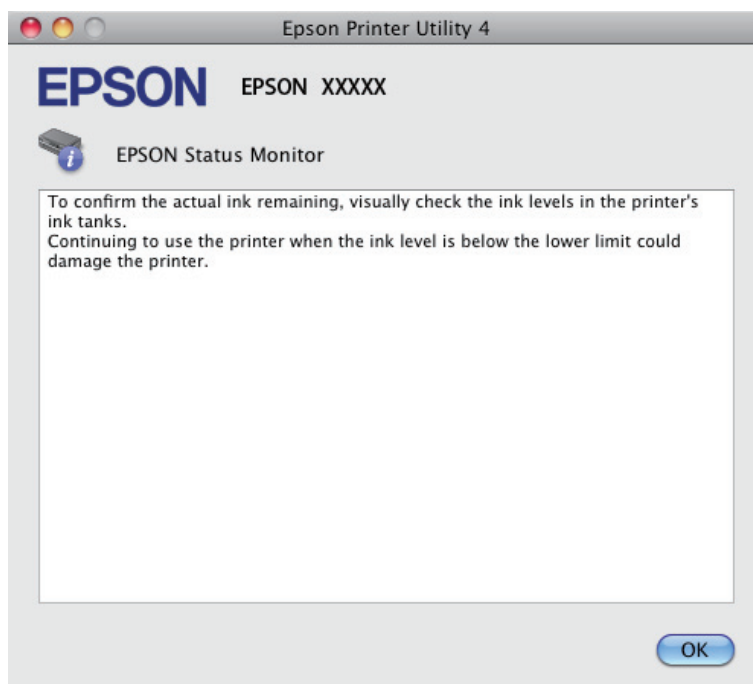 Epson Printer Utility 4
EPSON EPSON XXXXX
EPSON Status Monitor
To confirm the actual ink remaining, visually check the ink levels in the printer's
ink tanks.
Continuing to use the printer when the ink level is below the lower limit could
damage the printer.
OK